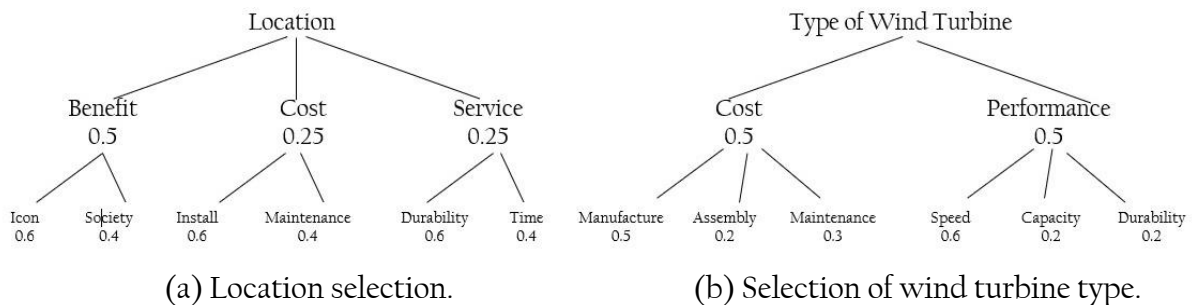 Location
Type of Wind Turbine
Benefit
0.5
Cost
0.25
Service
0.25
Cost
0.5
Performance
0.5
Icon
0.6
Society
0.4
Install
0.6
Maintenance
0.4
Durability
0.6
Time
0.4
Manufacture
0.5
Assembly
0.2
Maintenance
0.3
Speed
0.6
Capacity
0.2
Durability
0.2
(a) Location selection.
(b) Selection of wind turbine type.